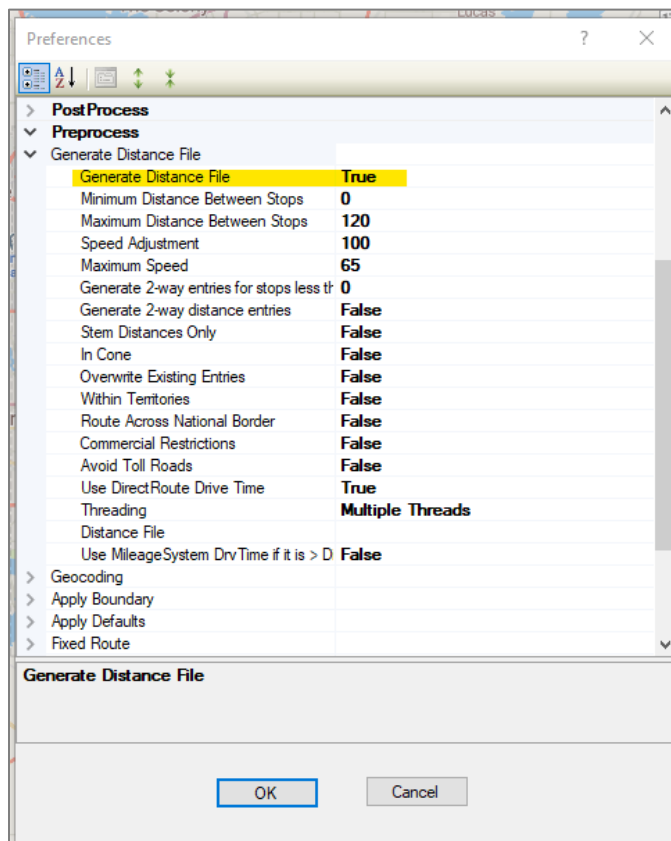 Lucas
Preferences
?
PostProcess
Preprocess
Generate Distance File
Generate Distance File True
Minimum Distance Between Stops 0
Maximum Distance Between Stops 120
Speed Adjustment 100
Maximum Speed 65
Generate 2-way entries for stops less th 0
Generate 2-way distance entries False
Stem Distances Only False
In Cone False
Overwrite Existing Entries False
Within Territories False
Route Across National Border False
Commercial Restrictions False
Avoid Toll Roads False
Use DirectRoute Drive Time True
Threading Multiple Threads
Distance File
Use MileageSystem DrvTime if it is > D False
Geocoding
Apply Boundary
Apply Defaults
Fixed Route
Generate Distance File
OK Cancel